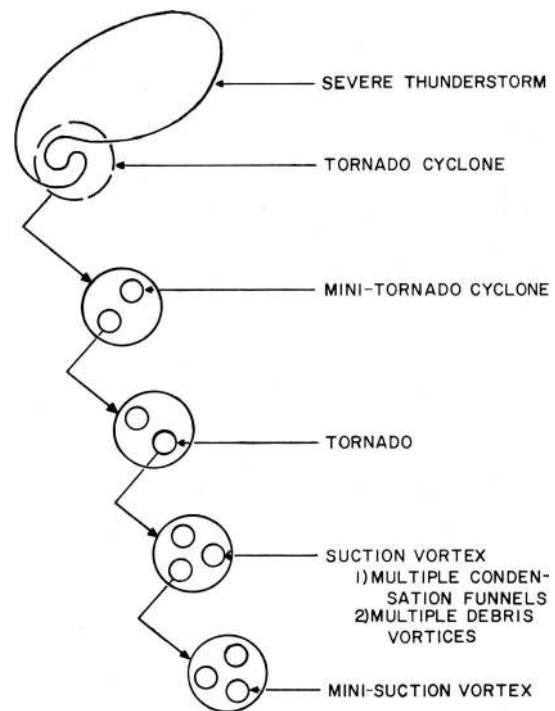 SEVERE THUNDERSTORM
TORNADO CYCLONE
MINI-TORNADO CYCLONE
TORNADO
SUCTION VORTEX
1) MULTIPLE CONDEN-
SATION FUNNELS
2) MULTIPLE DEBRIS
VORTICES
MINI-SUCTION VORTEX